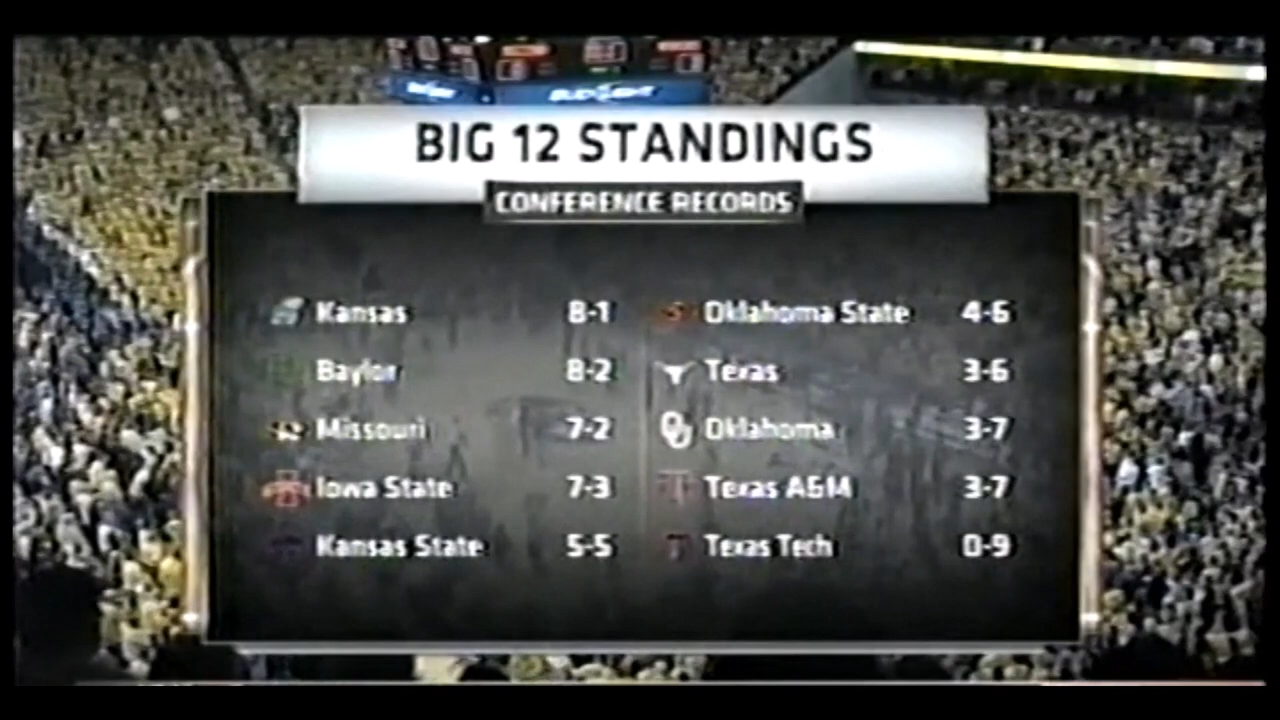 BUD LIGHT
BIG 12 STANDINGS
CONFERENCE RECORDS
Kansas 8-1
Baylor 8-2
Missouri 7-2
Iowa State 7-3
Kansas State 5-5
Oklahoma State 4-6
Texas 3-6
Oklahoma 3-7
Texas A&M 3-7
Texas Tech 0-9